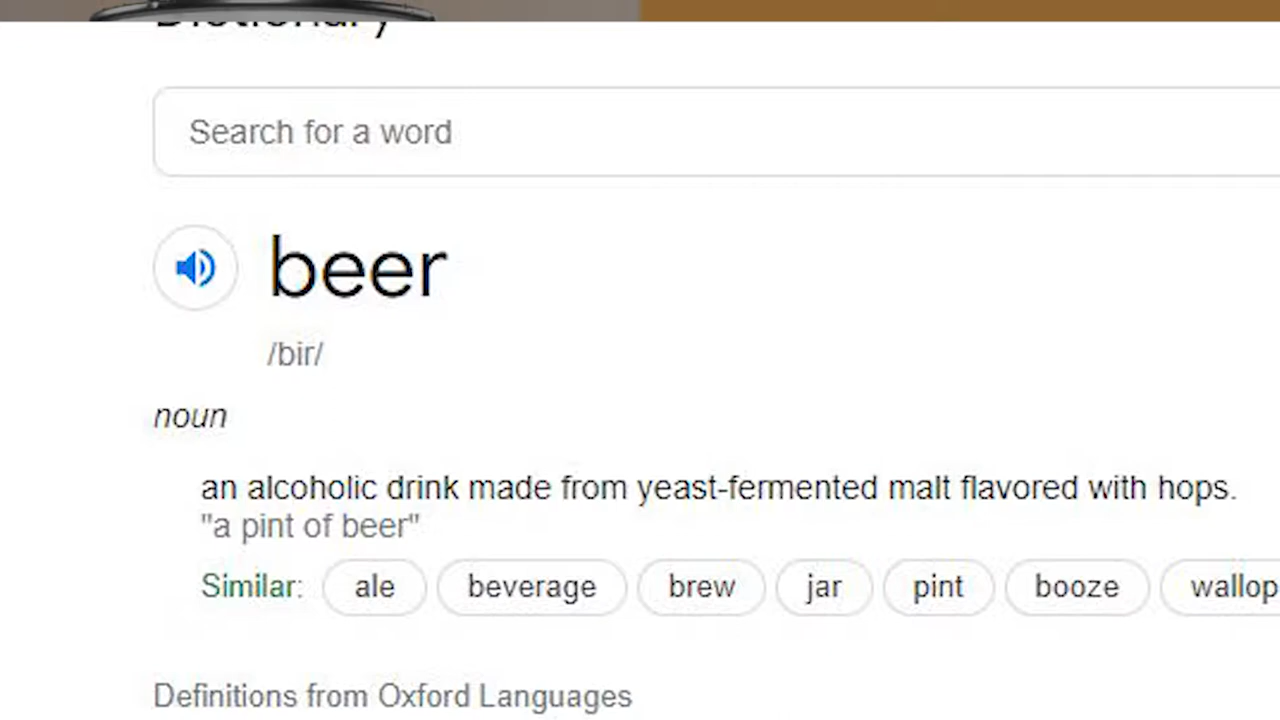 Dictionary
Search for a word
beer
/bir/
noun
an alcoholic drink made from yeast-fermented malt flavored with hops.
"a pint of beer"
Similar: ale beverage brew jar pint booze wallop
Definitions from Oxford Languages